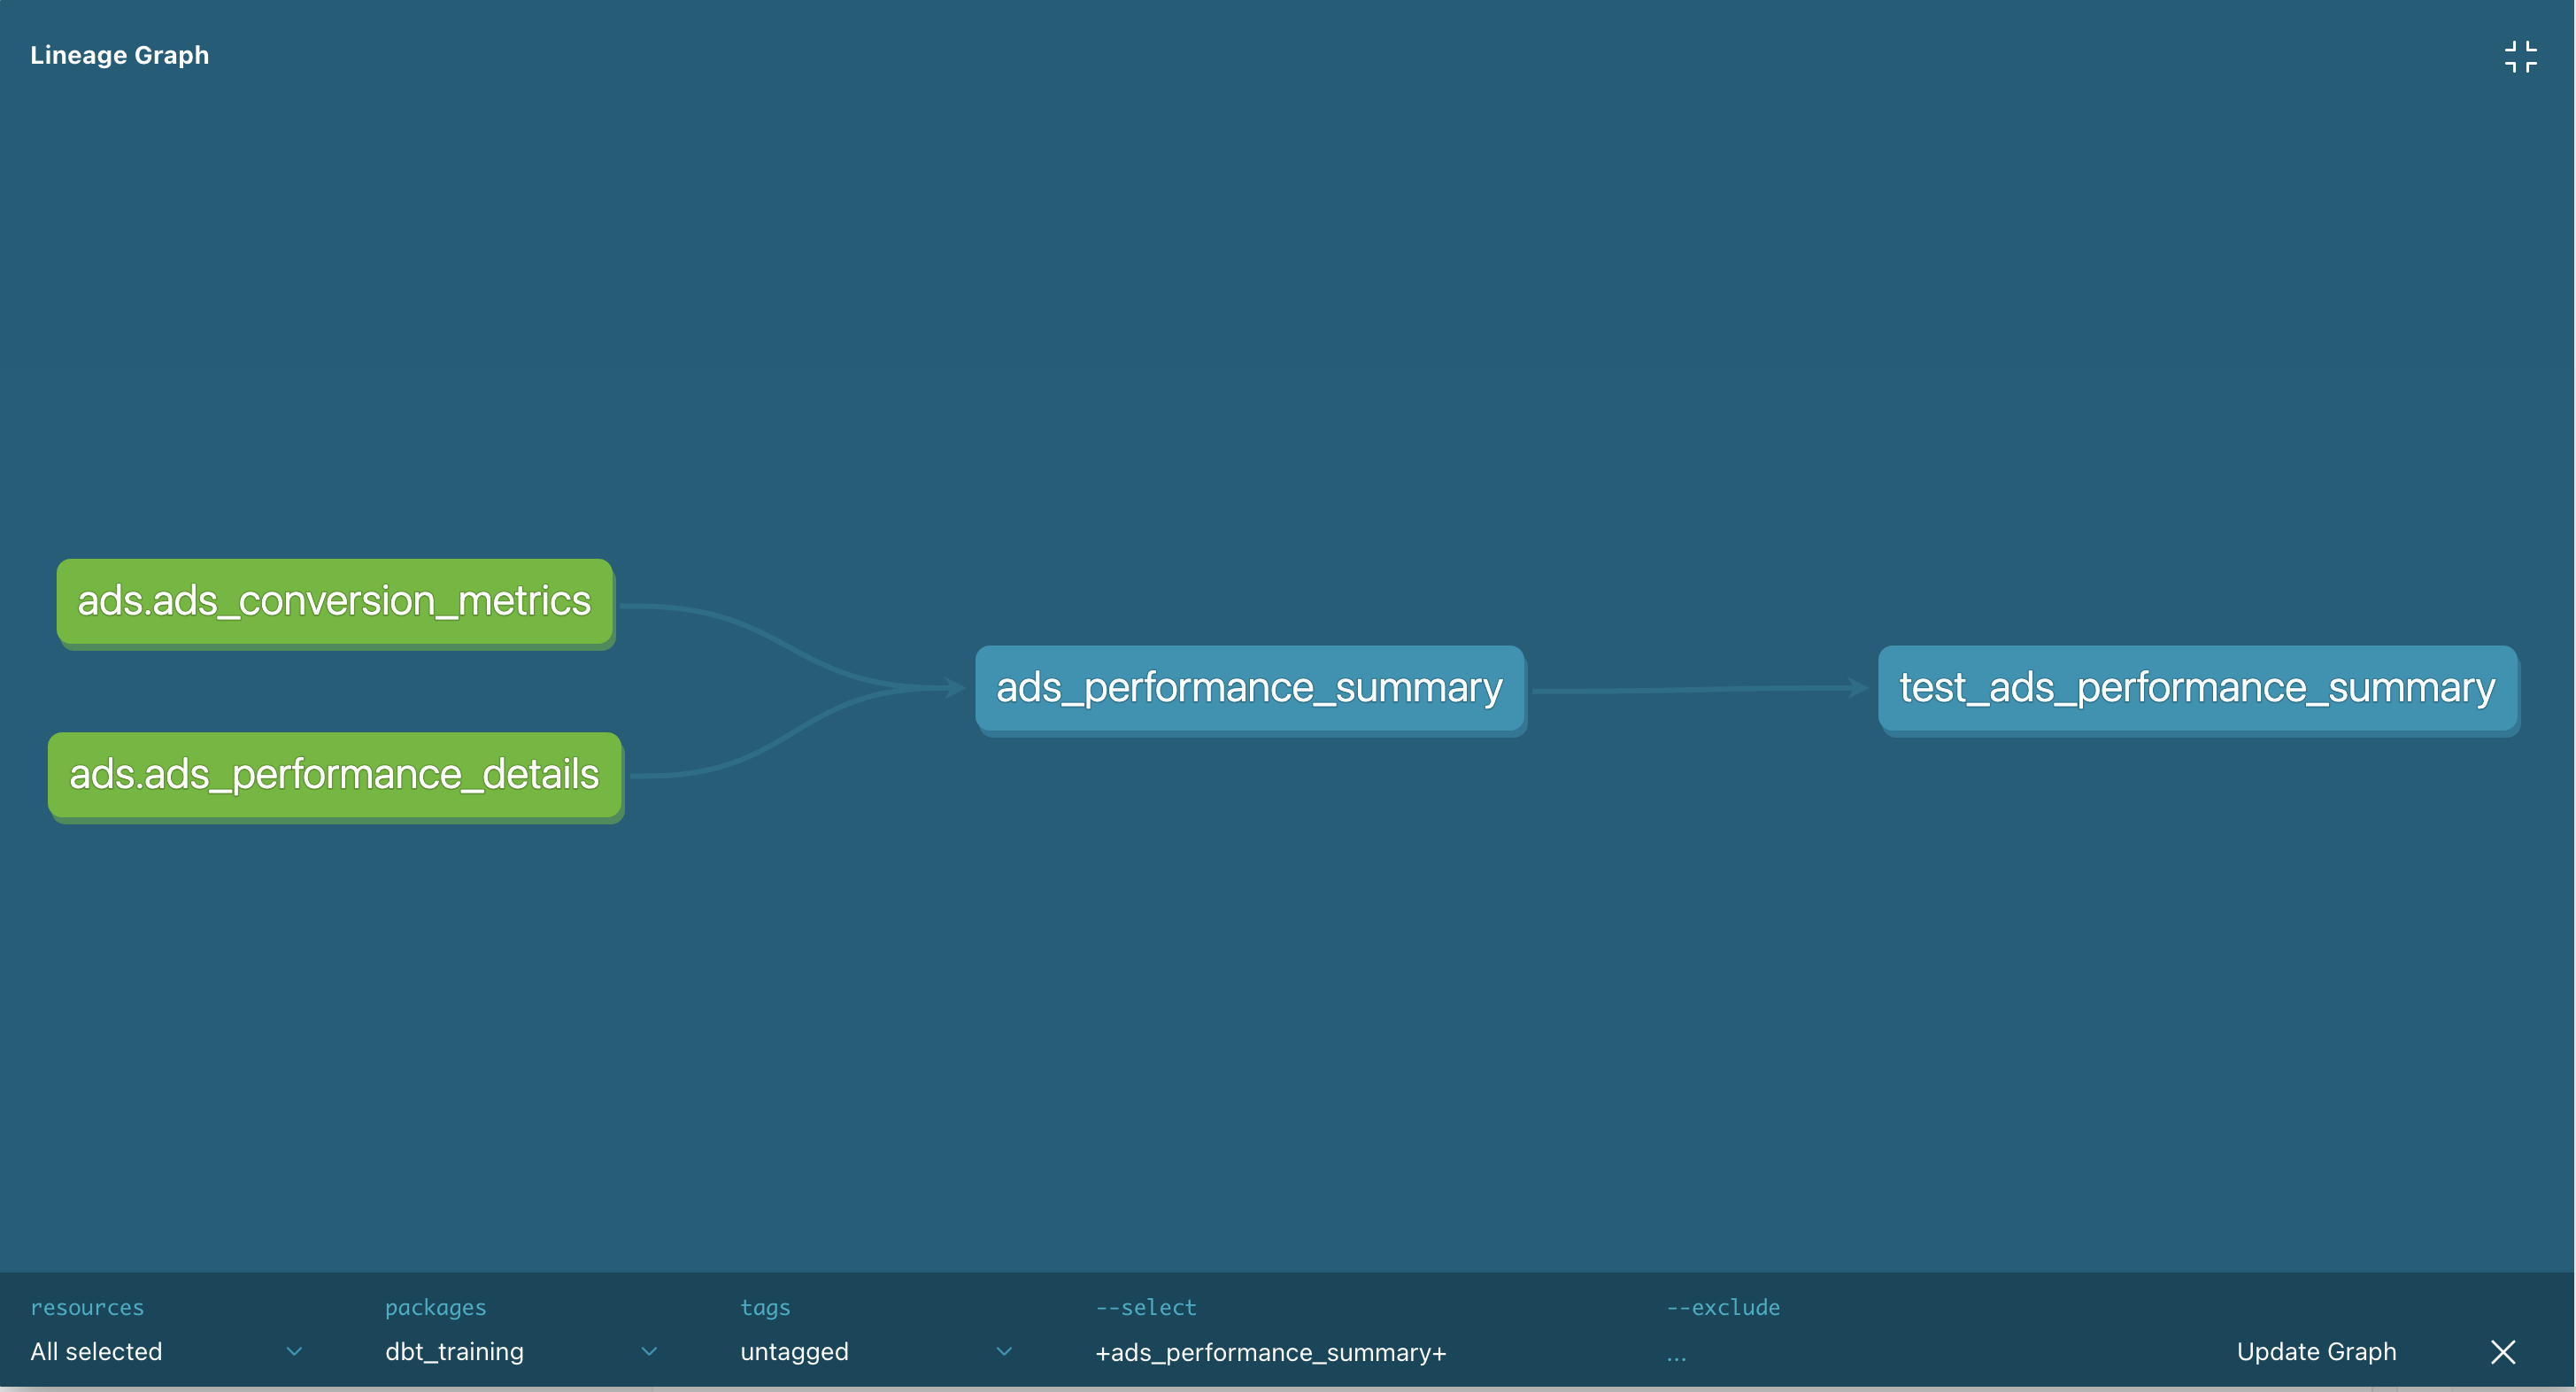 Lineage Graph
ads.ads_conversion_metrics
ads.ads_performance_details
ads_performance_summary
test_ads_performance_summary
resources
All selected
packages
dbt_training
tags
untagged
--select
+ads_performance_summary+
--exclude
...
Update Graph